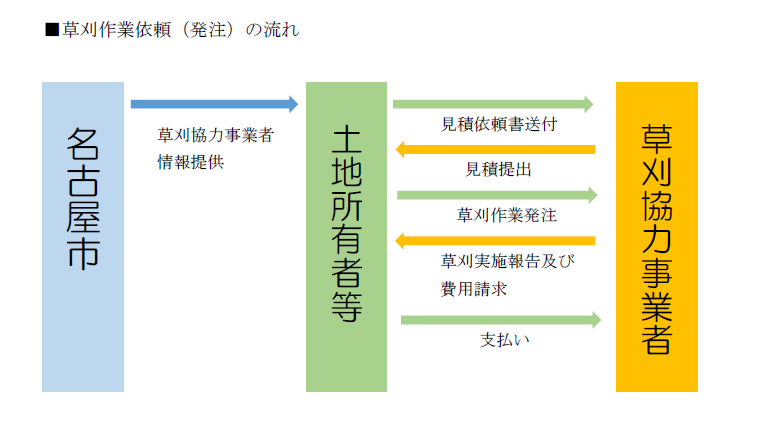 ■草刈作業依頼（発注）の流れ
名古屋市
草刈協力事業者
情報提供
土地所有者等
見積依頼書送付
見積提出
草刈作業発注
草刈実施報告及び
費用請求
支払い
草刈協力事業者